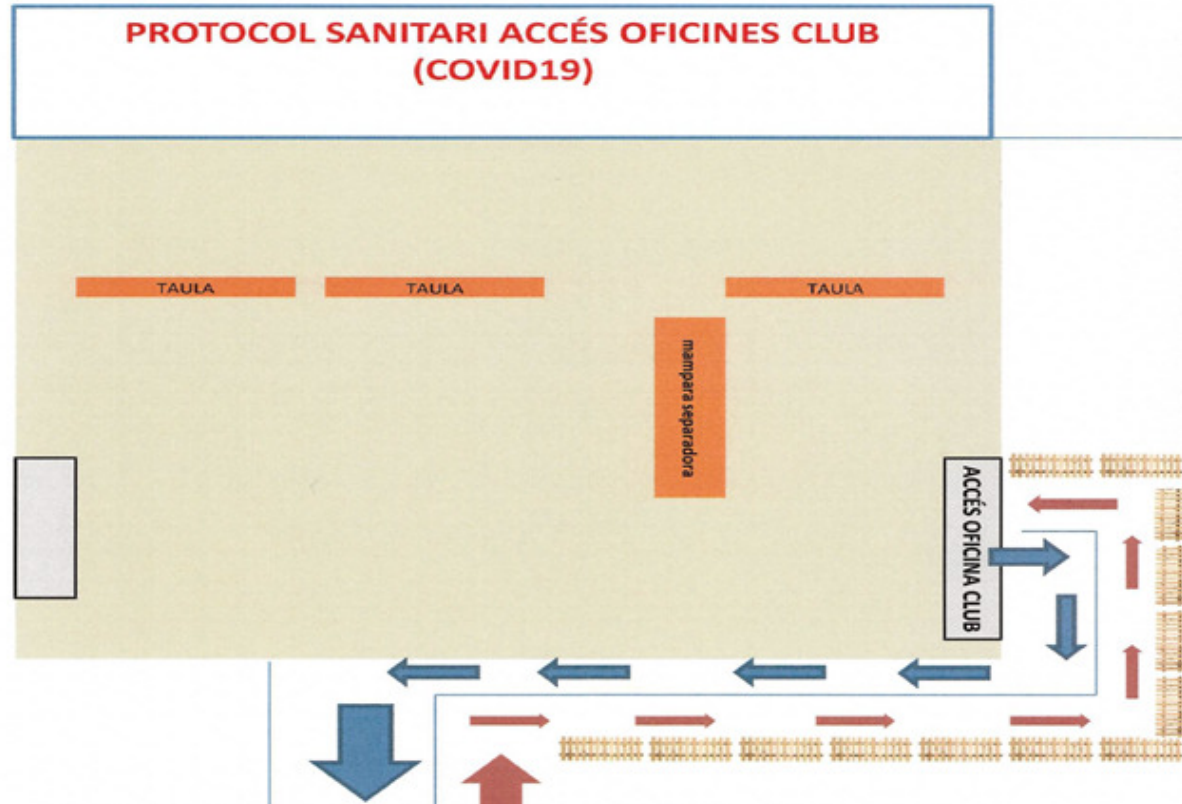 PROTOCOL SANITARI ACCÉS OFICINES CLUB
(COVID19)
TAULA
TAULA
TAULA
mampara separadora
ACCÉS OFICINA CLUB